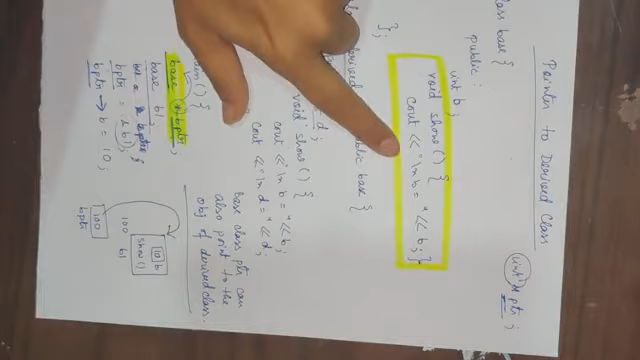 Pointer to Derived Class
int *ptr;
class base {
public:
int b;
void show() {
cout << "\n b = " << b; }
};
public base {
d;
void show() {
cout << "\n b = " << b;
cout << "\n d = " << d;
() {
base *bptr;
base b1;
bptr = &b1;
bptr → b = 10;
Base class ptr can
also point to the
obj of derived class.
100
bptr
100
b1
10 b
show()